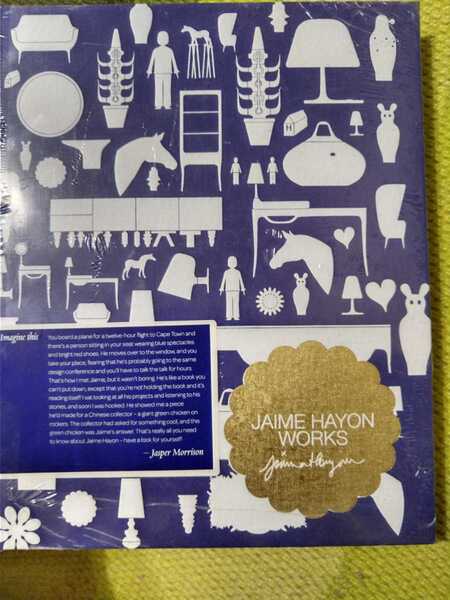 Imagine this
You board a plane for a twelve-hour flight to Cape Town and
there's a person sitting in your seat wearing blue spectacles
and bright red shoes. He moves over to the window, and you
take your place, fearing that he's probably going to the same
design conference and you'll have to talk the talk for hours.
That's how I met Jaime, but it wasn't boring. He's like a book you
can't put down, except that you're not holding the book and it's
reading itself! I sat looking at all his projects and listening to his
stories, and soon I was hooked. He showed me a piece
he'd made for a Chinese collector – a giant green chicken on
rockers. The collector had asked for something cool, and the
green chicken was Jaime's answer. That's really all you need
to know about Jaime Hayon – have a look for yourself!
— Jasper Morrison
JAIME HAYON
WORKS
Jaime Hayon